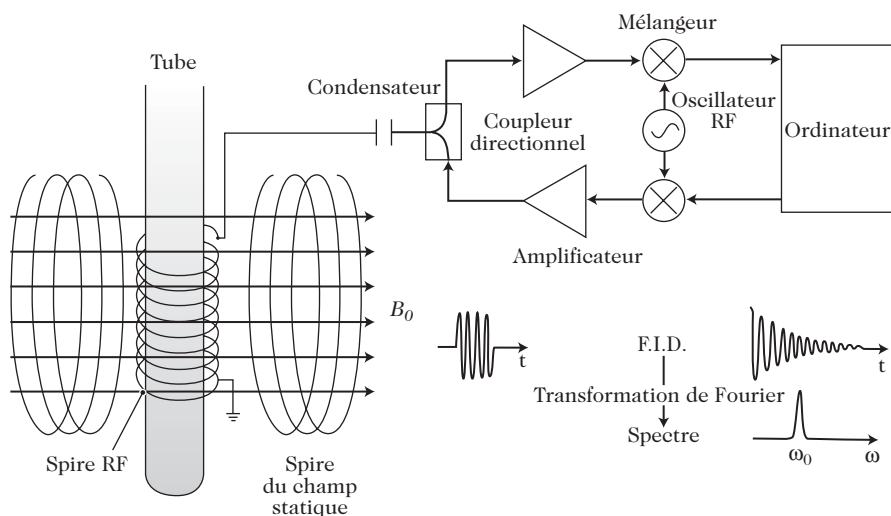 Mélangeur
Tube
Condensateur
Oscillateur
RF
Coupleur
directionnel
Ordinateur
Amplificateur
B₀
t
F.I.D.
t
Transformation de Fourier
Spectre
ω₀
ω
Spire RF
Spire
du champ
statique